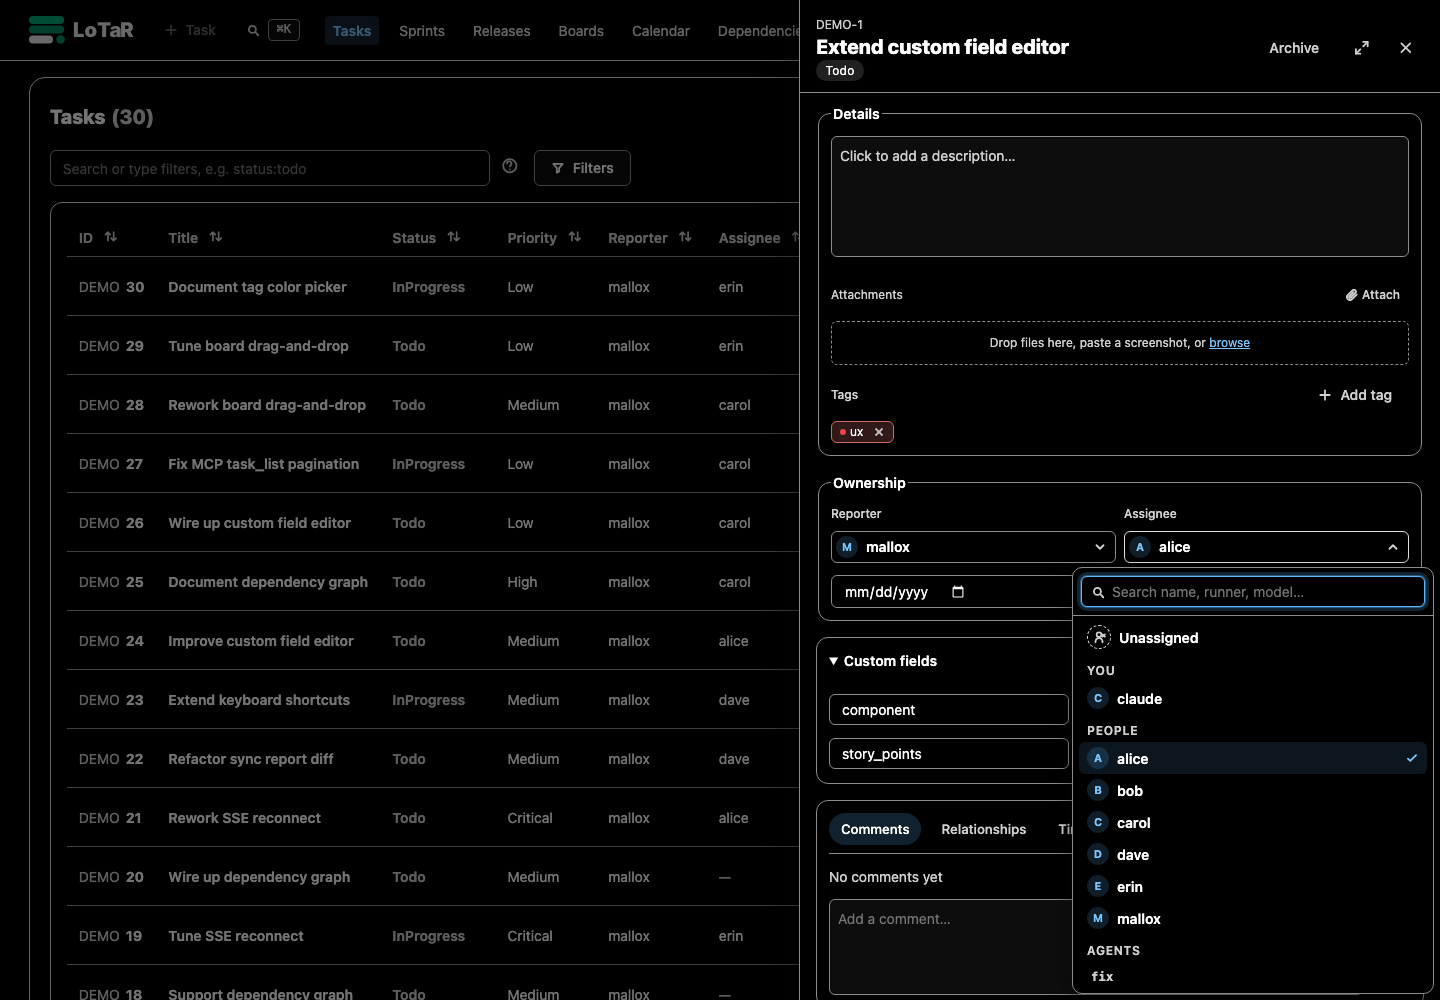 LoTaR
Task
⌘K
Tasks
Sprints
Releases
Boards
Calendar
Tasks (30)
Search or type filters, e.g. status:todo
Filters
ID Title Status Priority Reporter Assignee
DEMO 30 Document tag color picker InProgress Low mallox erin
DEMO 29 Tune board drag-and-drop Todo Low mallox erin
DEMO 28 Rework board drag-and-drop Todo Medium mallox carol
DEMO 27 Fix MCP task_list pagination InProgress Low mallox carol
DEMO 26 Wire up custom field editor Todo Low mallox carol
DEMO 25 Document dependency graph Todo High mallox carol
DEMO 24 Improve custom field editor Todo Medium mallox alice
DEMO 23 Extend keyboard shortcuts InProgress Medium mallox dave
DEMO 22 Refactor sync report diff Todo Medium mallox dave
DEMO 21 Rework SSE reconnect Todo Critical mallox alice
DEMO 20 Wire up dependency graph Todo Medium mallox —
DEMO 19 Tune SSE reconnect InProgress Critical mallox erin
DEMO 18 Support dependency graph Todo Medium mallox —
DEMO-1
Extend custom field editor
Todo
Archive
Details
Click to add a description...
Attachments
Attach
Drop files here, paste a screenshot, or browse
Tags
Add tag
ux
Ownership
Reporter
Assignee
M mallox
A alice
mm/dd/yyyy
Search name, runner, model...
Unassigned
YOU
C claude
PEOPLE
A alice
B bob
C carol
D dave
E erin
M mallox
AGENTS
fix
Custom fields
component
story_points
Comments
Relationships
No comments yet
Add a comment...